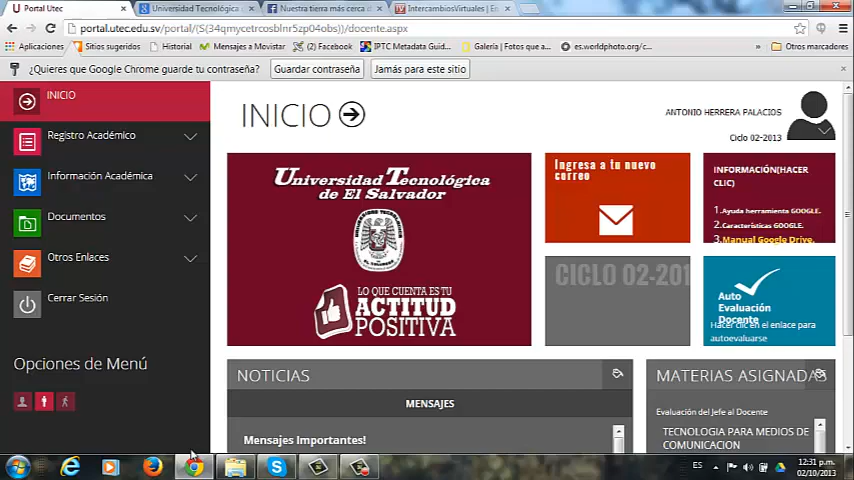 Portal Utec
Universidad Tecnológica
Nuestra tierra más cerca d
IntercambiosVirtuales | En
portal.utec.edu.sv/portal/(S(34qmycetrcosblnr5zp04obs))/docente.aspx
Aplicaciones
Sitios sugeridos
Historial
Mensajes a Movistar
(2) Facebook
IPTC Metadata Guid...
Galería | Fotos y A...
es.worldphoto.org/c...
Otros marcadores
¿Quieres que Google Chrome guarde tu contraseña?
Guardar contraseña
Jamás para este sitio
INICIO
Registro Académico
Información Académica
Documentos
Otros Enlaces
Cerrar Sesión
Opciones de Menú
INICIO
ANTONIO HERRERA PALACIOS
Ciclo 02-2013
Universidad Tecnológica
de El Salvador
LO QUE CUENTA ES TU
ACTITUD
POSITIVA
Ingresa a tu nuevo
correo
INFORMACIÓN(HACER
CLIC)
1.Ayuda herramienta GOOGLE.
2.Características GOOGLE.
3.Manual Google Drive.
CICLO 02-201
Auto
Evaluación
Docente
Hacer clic en el enlace para
autoevaluarse
NOTICIAS
MENSAJES
Mensajes Importantes!
MATERIAS ASIGNADAS
Evaluación del Jefe al Docente
TECNOLOGIA PARA MEDIOS DE
COMUNICACION
ES
12:31 p.m.
02/10/2013